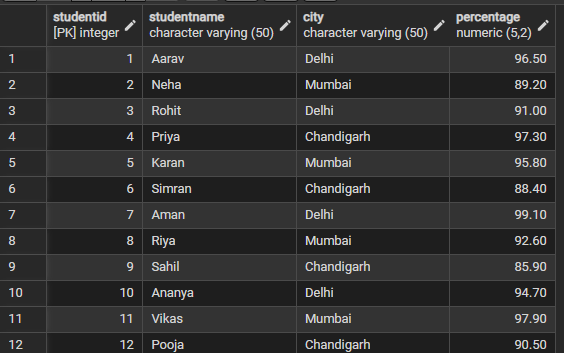 studentid studentname city percentage
[PK] integer character varying (50) character varying (50) numeric (5,2)
1 1 Aarav Delhi 96.50
2 2 Neha Mumbai 89.20
3 3 Rohit Delhi 91.00
4 4 Priya Chandigarh 97.30
5 5 Karan Mumbai 95.80
6 6 Simran Chandigarh 88.40
7 7 Aman Delhi 99.10
8 8 Riya Mumbai 92.60
9 9 Sahil Chandigarh 85.90
10 10 Ananya Delhi 94.70
11 11 Vikas Mumbai 97.90
12 12 Pooja Chandigarh 90.50